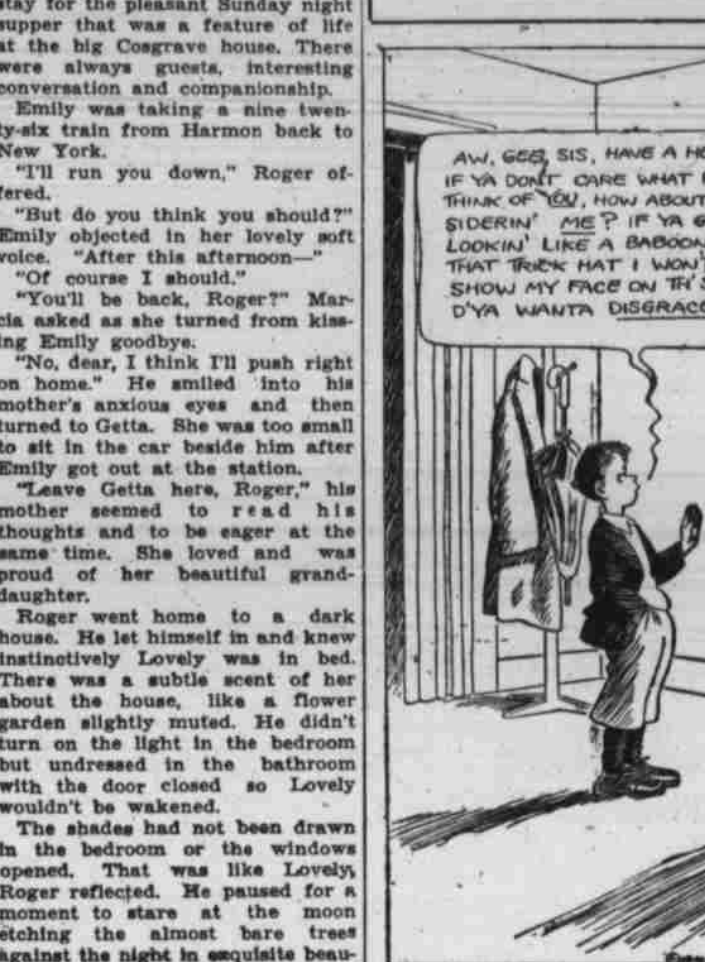 stay for the pleasant Sunday night
supper that was a feature of life
at the big Cosgrave house. There
were always guests, interesting
conversation and companionship.
Emily was taking a nine twen-
ty-six train from Harmon back to
New York.
"I'll run you down," Roger of-
fered.
"But do you think you should?"
Emily objected in her lovely soft
voice. "After this afternoon—"
"Of course I should."
"You'll be back, Roger?" Mar-
cia asked as she turned from kiss-
ing Emily goodbye.
"No, dear, I think I'll push right
on home." He smiled into his
mother's anxious eyes and then
turned to Getta. She was too small
to sit in the car beside him after
Emily got out at the station.
"Leave Getta here, Roger," his
mother seemed to read his
thoughts and to be eager at the
same time. She loved and was
proud of her beautiful grand-
daughter.
Roger went home to a dark
house. He let himself in and knew
instinctively Lovely was in bed.
There was a subtle scent of her
about the house, like a flower
garden slightly muted. He didn't
turn on the light in the bedroom
but undressed in the bathroom
with the door closed so Lovely
wouldn't be wakened.
The shades had not been drawn
in the bedroom or the windows
opened. That was like Lovely,
Roger reflected. He paused for a
moment to stare at the moon
etching the almost bare trees
against the night in exquisite beau-
AW, GEE, SIS, HAVE A
IF YA DON'T CARE WHAT
THINK OF YOU, HOW ABOUT
SIDERIN' ME? IF YA
LOOKIN' LIKE A BABOON
THAT TRICK HAT I WON'
SHOW MY FACE ON TH'
D'YA WANTA DISGRAC